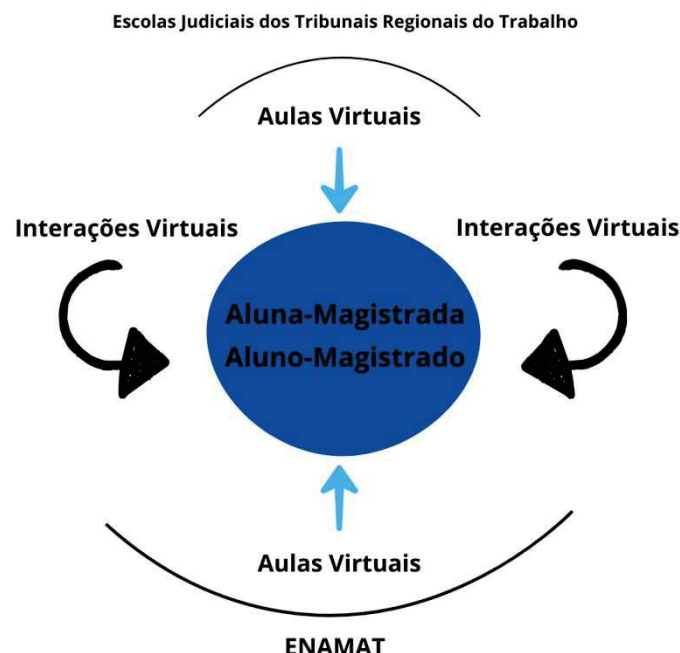 Escolas Judiciais dos Tribunais Regionais do Trabalho
Aulas Virtuais
Interações Virtuais
Interações Virtuais
Aluna-Magistrada
Aluno-Magistrado
Aulas Virtuais
ENAMAT